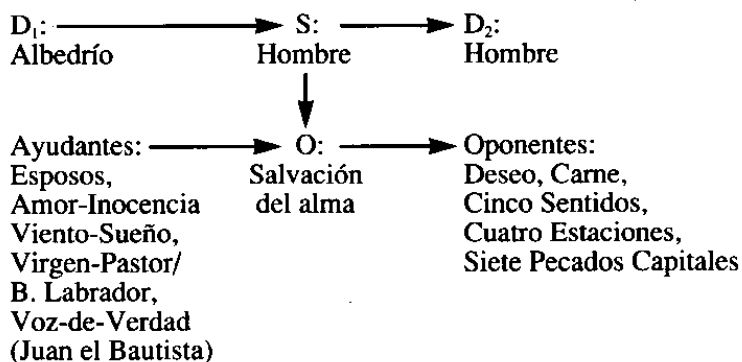 D₁: S: D₂:
Albedrío Hombre Hombre
Ayudantes: O: Oponentes:
Esposos, Salvación Deseo, Carne,
Amor-Inocencia del alma Cinco Sentidos,
Viento-Sueño, Cuatro Estaciones,
Virgen-Pastor/ Siete Pecados Capitales
B. Labrador,
Voz-de-Verdad
(Juan el Bautista)